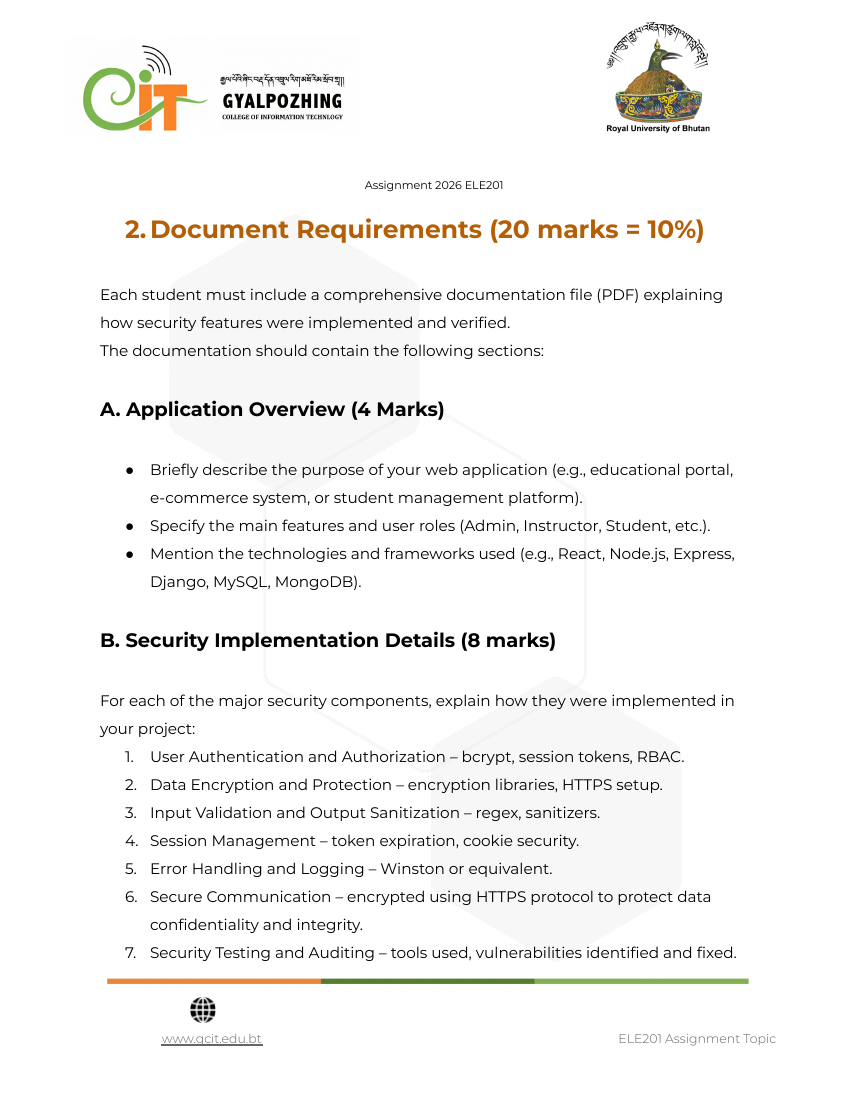 CiT
རྒྱལ་པོའི་ཞིང་བརྡ་དོན་འཕྲུལ་རིག་མཐོ་རིམ་སློབ་གྲྭ།
GYALPOZHING
COLLEGE OF INFORMATION TECHNLOGY
Royal University of Bhutan
Assignment 2026 ELE201
2. Document Requirements (20 marks = 10%)
Each student must include a comprehensive documentation file (PDF) explaining
how security features were implemented and verified.
The documentation should contain the following sections:
A. Application Overview (4 Marks)
● Briefly describe the purpose of your web application (e.g., educational portal,
e-commerce system, or student management platform).
● Specify the main features and user roles (Admin, Instructor, Student, etc.).
● Mention the technologies and frameworks used (e.g., React, Node.js, Express,
Django, MySQL, MongoDB).
B. Security Implementation Details (8 marks)
For each of the major security components, explain how they were implemented in
your project:
1. User Authentication and Authorization – bcrypt, session tokens, RBAC.
2. Data Encryption and Protection – encryption libraries, HTTPS setup.
3. Input Validation and Output Sanitization – regex, sanitizers.
4. Session Management – token expiration, cookie security.
5. Error Handling and Logging – Winston or equivalent.
6. Secure Communication – encrypted using HTTPS protocol to protect data
confidentiality and integrity.
7. Security Testing and Auditing – tools used, vulnerabilities identified and fixed.
www.gcit.edu.bt
ELE201 Assignment Topic